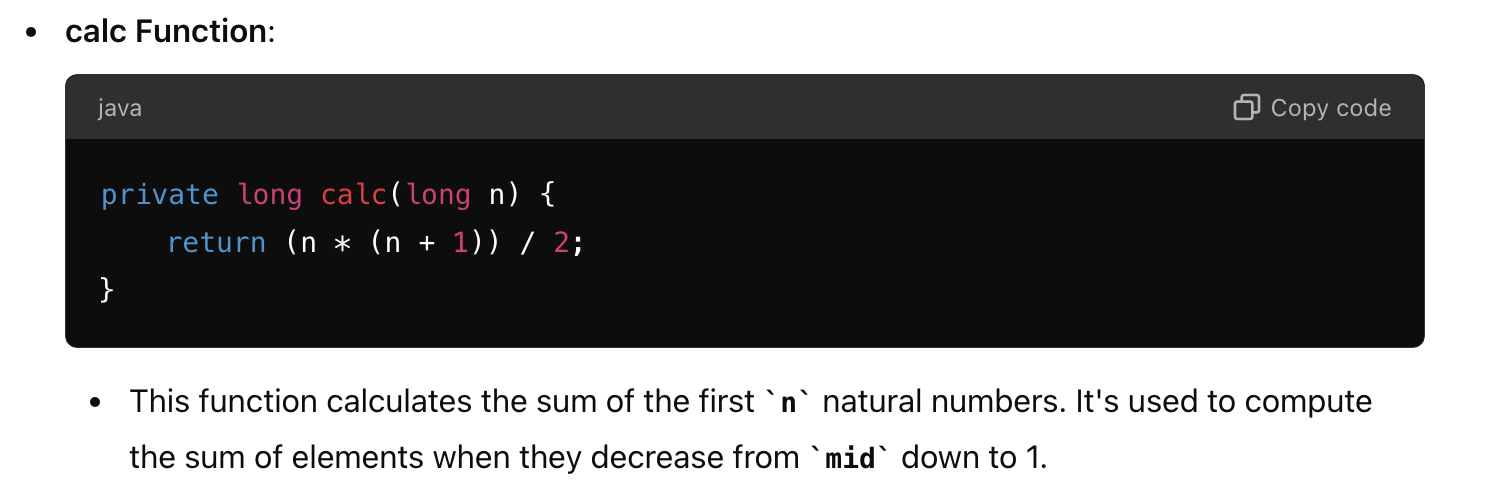 • calc Function:
java Copy code
private long calc(long n) {
    return (n * (n + 1)) / 2;
}
• This function calculates the sum of the first `n` natural numbers. It's used to compute
the sum of elements when they decrease from `mid` down to 1.